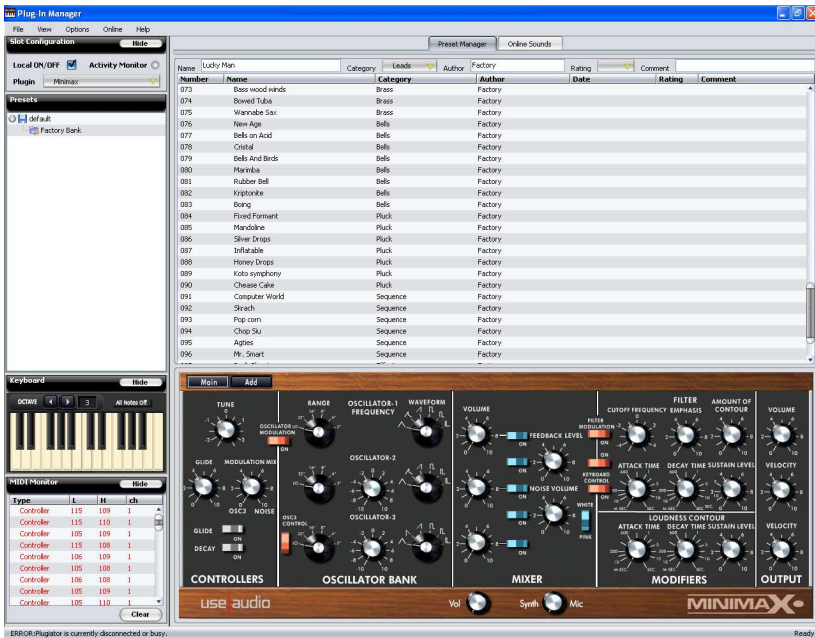 Plug-In Manager
File View Options Online Help
Slot Configuration Hide
Local ON/OFF Activity Monitor
Plugin Minimax
Presets
default
Factory Bank
Preset Manager Online Sounds
Name Lucky Man Category Leads Author Factory Rating Comment
Number Name Category Author Date Rating Comment
073 Bass wood winds Brass Factory
074 Bowed Tuba Brass Factory
075 Wannabe Sax Brass Factory
076 New Age Bells Factory
077 Bells on Acid Bells Factory
078 Cristal Bells Factory
079 Bells And Birds Bells Factory
080 Marimba Bells Factory
081 Rubber Bell Bells Factory
082 Kriptonite Bells Factory
083 Boing Bells Factory
084 Fixed Formant Pluck Factory
085 Mandoline Pluck Factory
086 Silver Drops Pluck Factory
087 Inflatable Pluck Factory
088 Honey Drops Pluck Factory
089 Koto symphony Pluck Factory
090 Chease Cake Pluck Factory
091 Computer World Sequence Factory
092 Skrach Sequence Factory
093 Pop corn Sequence Factory
094 Chop Siu Sequence Factory
095 Agties Sequence Factory
096 Mr. Smart Sequence Factory
Keyboard Hide
OCTAVE 3 All Notes Off
MIDI Monitor Hide
Type L H ch
Controller 115 109 1
Controller 115 110 1
Controller 105 109 1
Controller 115 108 1
Controller 106 109 1
Controller 105 108 1
Controller 106 108 1
Controller 105 109 1
Controller 105 110 1
Clear
Main Add
TUNE
OSCILLATOR MODULATION
ON
GLIDE MODULATION MIX
OSC3 NOISE
GLIDE
ON
DECAY
ON
CONTROLLERS
RANGE OSCILLATOR-1 FREQUENCY WAVEFORM
OSCILLATOR-2
OSC3 CONTROL
OSCILLATOR-3
OSCILLATOR BANK
VOLUME
FEEDBACK LEVEL
ON
ON
NOISE VOLUME
ON
WHITE
ON
PINK
ON
MIXER
FILTER
FILTER MODULATION
CUTOFF FREQUENCY EMPHASIS AMOUNT OF CONTOUR
ON
ON
KEYBOARD CONTROL
ON
ATTACK TIME DECAY TIME SUSTAIN LEVEL
LOUDNESS CONTOUR
ATTACK TIME DECAY TIME SUSTAIN LEVEL
MODIFIERS
VOLUME
VELOCITY
VELOCITY
OUTPUT
use audio
Vol Synth Mic
MINIMAX
ERROR:Plugiator is currently disconnected or busy. Ready